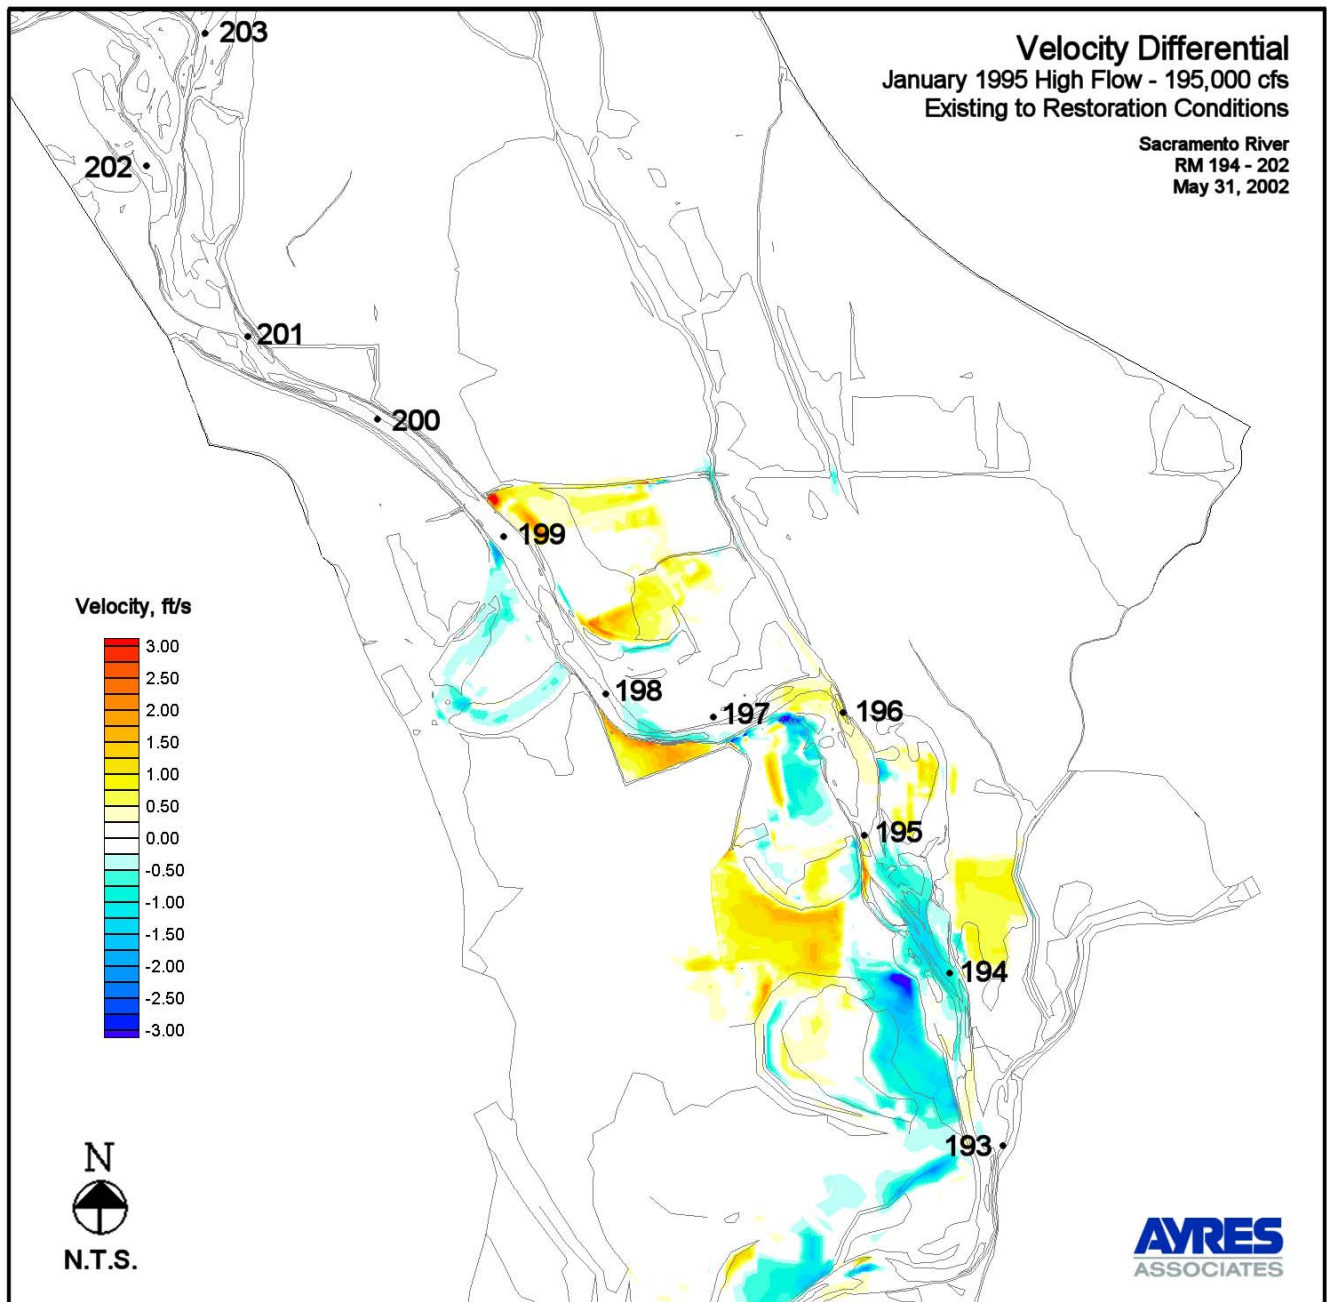 Velocity Differential
January 1995 High Flow - 195,000 cfs
Existing to Restoration Conditions
Sacramento River
RM 194 - 202
May 31, 2002
203
202
201
200
199
198
197
196
195
194
193
Velocity, ft/s
3.00
2.50
2.00
1.50
1.00
0.50
0.00
-0.50
-1.00
-1.50
-2.00
-2.50
-3.00
N
N.T.S.
AYRES
ASSOCIATES